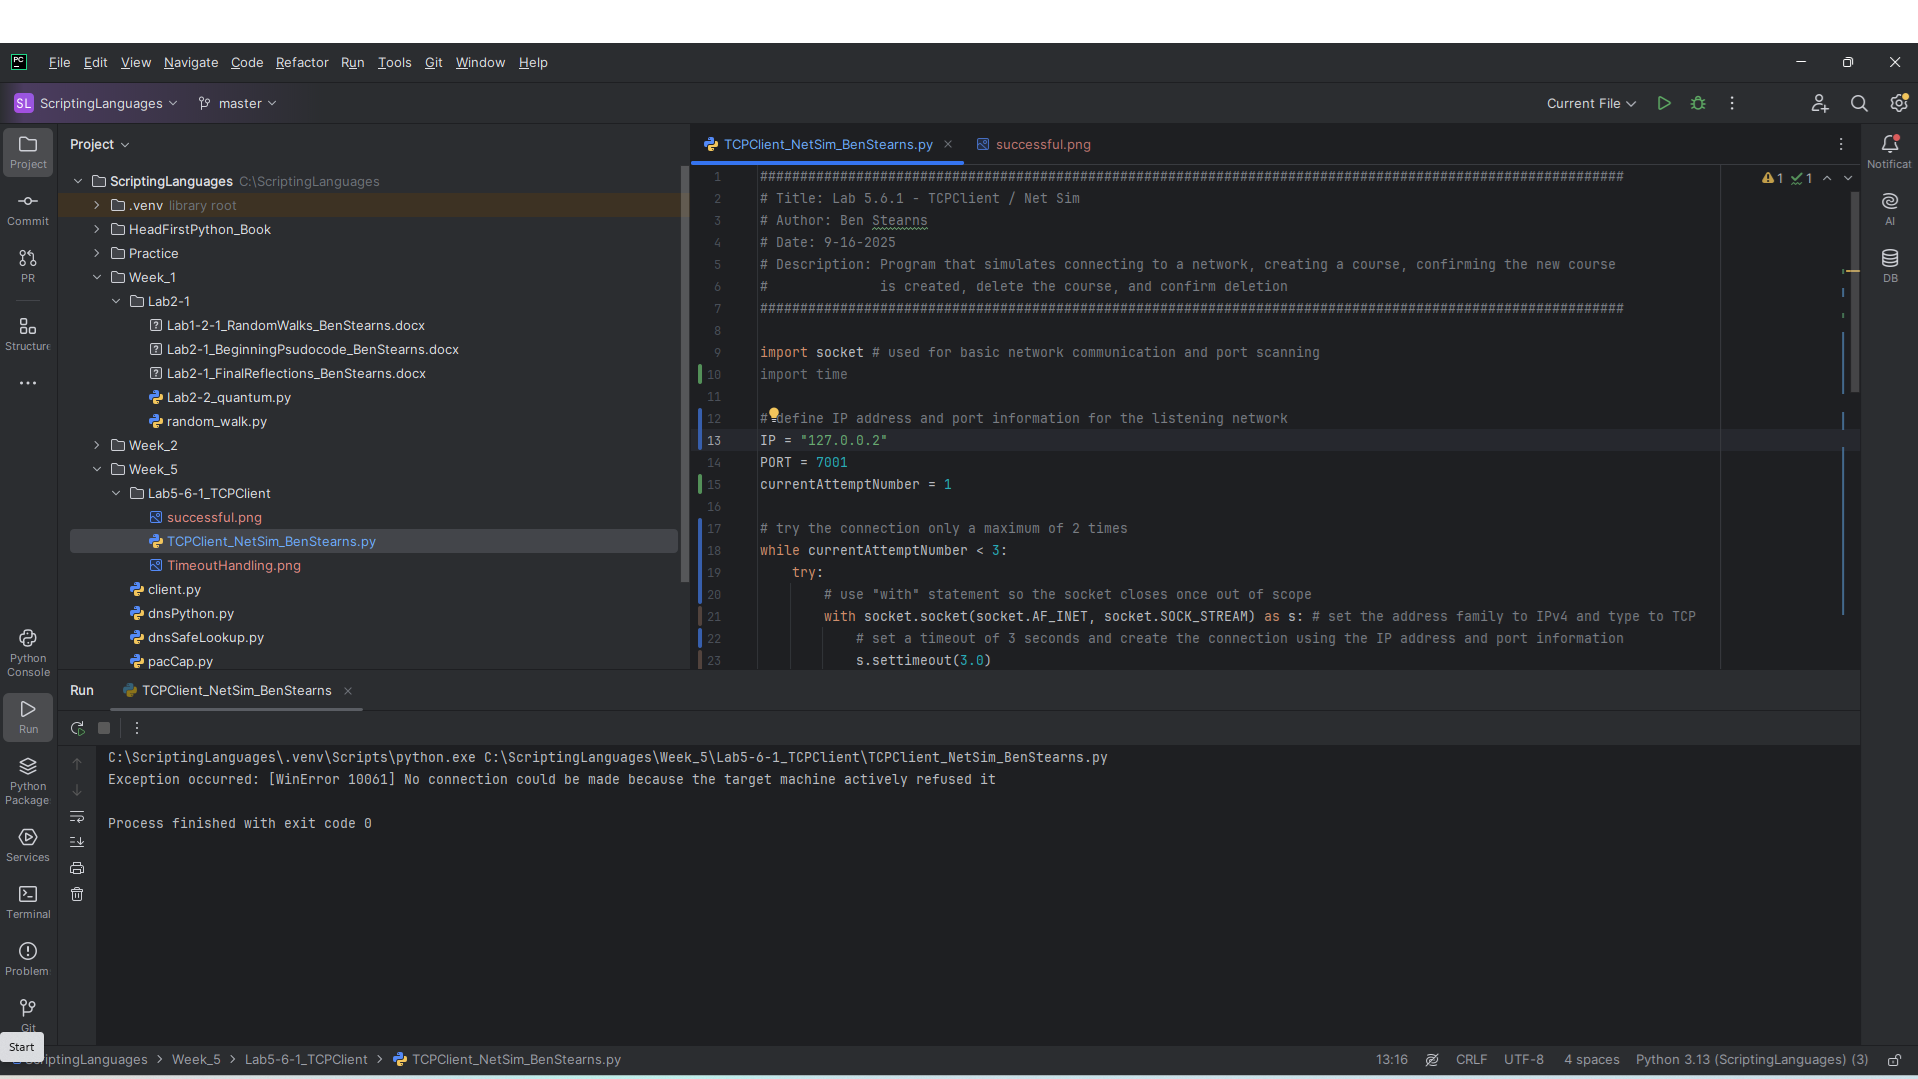 PC File Edit View Navigate Code Refactor Run Tools Git Window Help
SL ScriptingLanguages master Current File
Project
Project
Commit
PR
Structure
ScriptingLanguages C:\ScriptingLanguages
.venv library root
HeadFirstPython_Book
Practice
Week_1
Lab2-1
Lab1-2-1_RandomWalks_BenStearns.docx
Lab2-1_BeginningPsudocode_BenStearns.docx
Lab2-1_FinalReflections_BenStearns.docx
Lab2-2_quantum.py
random_walk.py
Week_2
Week_5
Lab5-6-1_TCPClient
successful.png
TCPClient_NetSim_BenStearns.py
TimeoutHandling.png
client.py
dnsPython.py
dnsSafeLookup.py
pacCap.py
TCPClient_NetSim_BenStearns.py successful.png
1 ############################################################################################################
2 # Title: Lab 5.6.1 - TCPClient / Net Sim
3 # Author: Ben Stearns
4 # Date: 9-16-2025
5 # Description: Program that simulates connecting to a network, creating a course, confirming the new course
6 # is created, delete the course, and confirm deletion
7 ############################################################################################################
8
9 import socket # used for basic network communication and port scanning
10 import time
11
12 # define IP address and port information for the listening network
13 IP = "127.0.0.2"
14 PORT = 7001
15 currentAttemptNumber = 1
16
17 # try the connection only a maximum of 2 times
18 while currentAttemptNumber < 3:
19 try:
20 # use "with" statement so the socket closes once out of scope
21 with socket.socket(socket.AF_INET, socket.SOCK_STREAM) as s: # set the address family to IPv4 and type to TCP
22 # set a timeout of 3 seconds and create the connection using the IP address and port information
23 s.settimeout(3.0)
1 1
Notificat
AI
DB
Python Console
Run
Python Package
Services
Terminal
Problem
Git
Start
Run TCPClient_NetSim_BenStearns
C:\ScriptingLanguages\.venv\Scripts\python.exe C:\ScriptingLanguages\Week_5\Lab5-6-1_TCPClient\TCPClient_NetSim_BenStearns.py
Exception occurred: [WinError 10061] No connection could be made because the target machine actively refused it
Process finished with exit code 0
iptingLanguages > Week_5 > Lab5-6-1_TCPClient > TCPClient_NetSim_BenStearns.py 13:16 CRLF UTF-8 4 spaces Python 3.13 (ScriptingLanguages) (3)